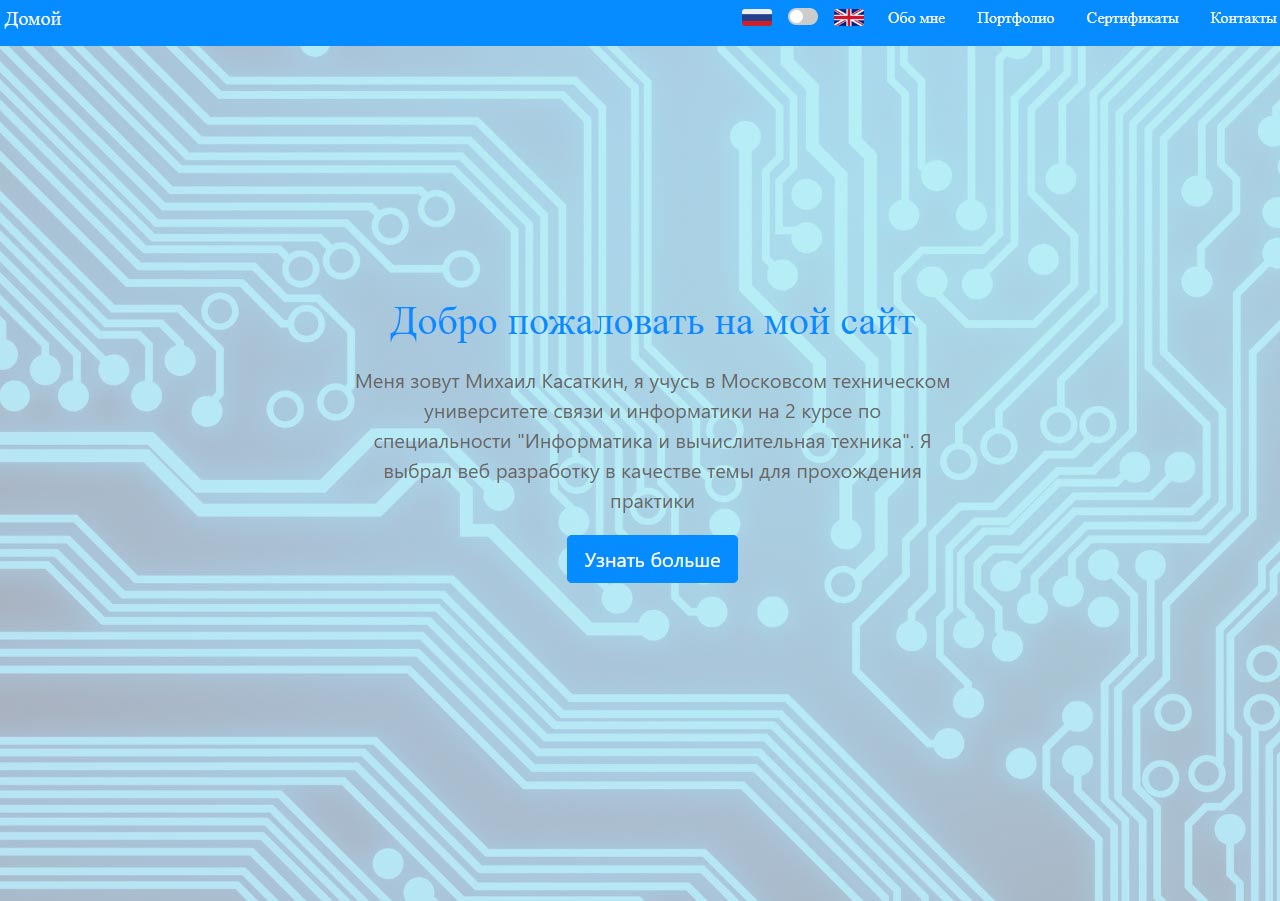 Домой
Обо мне
Портфолио
Сертификаты
Контакты
Добро пожаловать на мой сайт
Меня зовут Михаил Касаткин, я учусь в Московсом техническом
университете связи и информатики на 2 курсе по
специальности "Информатика и вычислительная техника". Я
выбрал веб разработку в качестве темы для прохождения
практики
Узнать больше